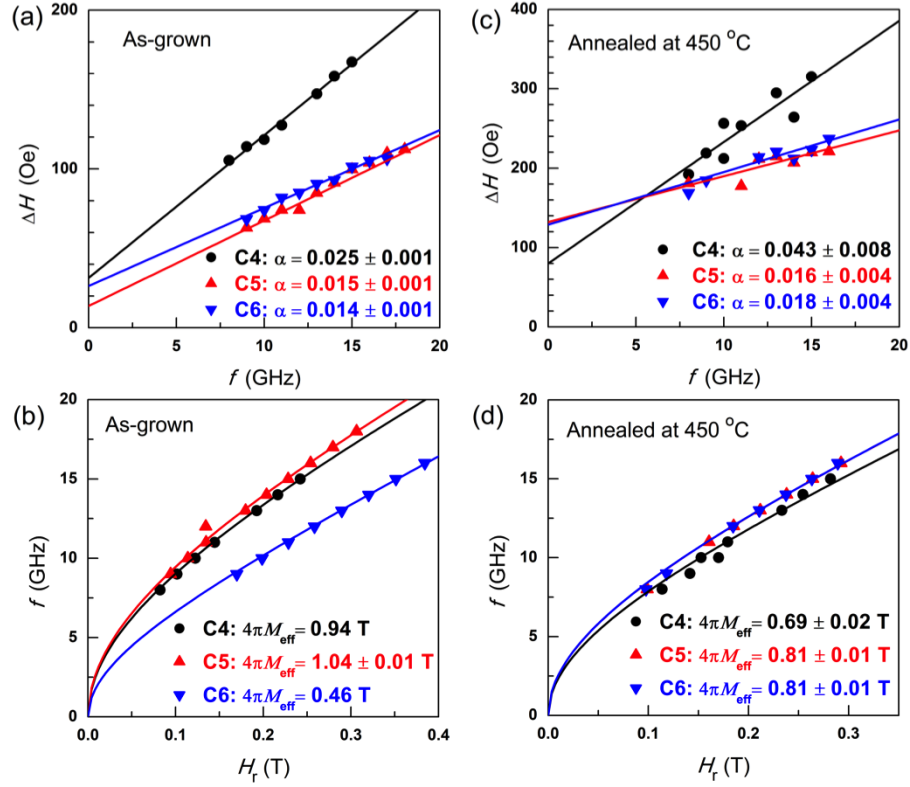 (a)
As-grown
200
100
0
ΔH (Oe)
C4: α = 0.025 ± 0.001
C5: α = 0.015 ± 0.001
C6: α = 0.014 ± 0.001
0 5 10 15 20
f (GHz)
(c)
Annealed at 450 °C
400
300
200
100
0
ΔH (Oe)
C4: α = 0.043 ± 0.008
C5: α = 0.016 ± 0.004
C6: α = 0.018 ± 0.004
0 5 10 15 20
f (GHz)
(b)
As-grown
20
15
10
5
0
f (GHz)
C4: 4πMeff= 0.94 T
C5: 4πMeff= 1.04 ± 0.01 T
C6: 4πMeff= 0.46 T
0.0 0.1 0.2 0.3 0.4
Hr (T)
(d)
Annealed at 450 °C
20
15
10
5
0
f (GHz)
C4: 4πMeff= 0.69 ± 0.02 T
C5: 4πMeff= 0.81 ± 0.01 T
C6: 4πMeff= 0.81 ± 0.01 T
0.0 0.1 0.2 0.3
Hr (T)